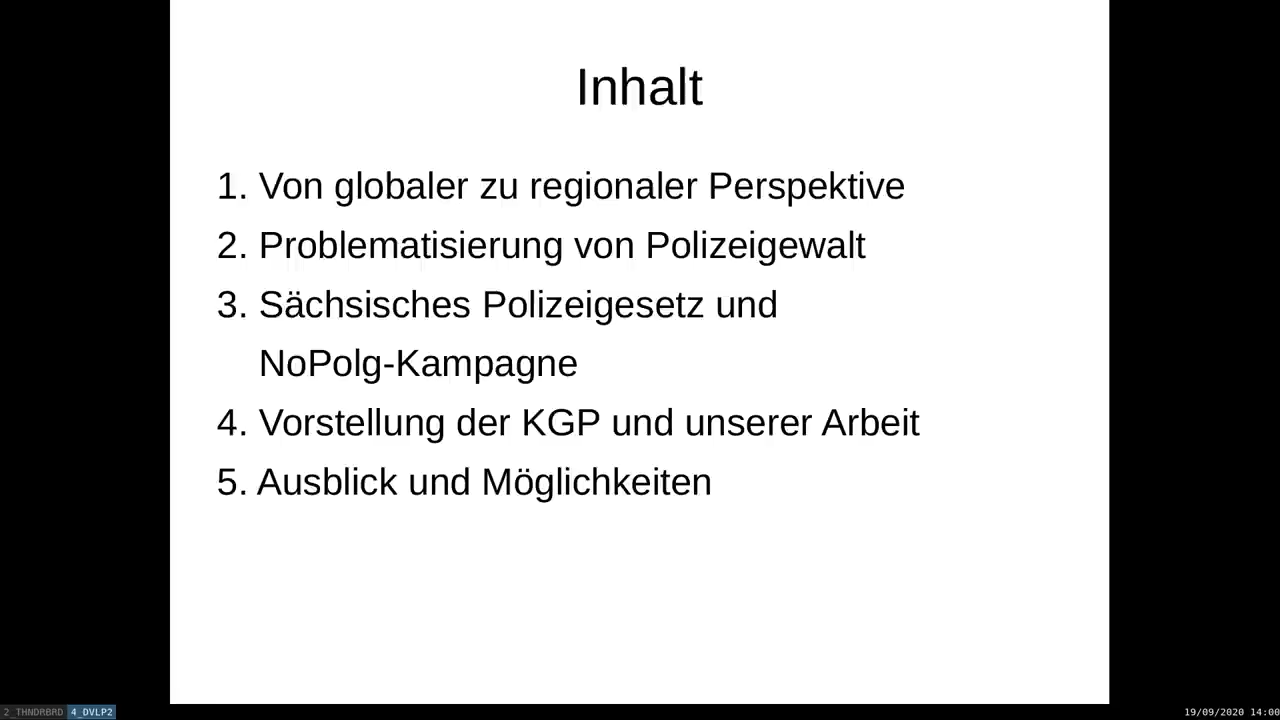 Inhalt
1. Von globaler zu regionaler Perspektive
2. Problematisierung von Polizeigewalt
3. Sächsisches Polizeigesetz und
NoPolg-Kampagne
4. Vorstellung der KGP und unserer Arbeit
5. Ausblick und Möglichkeiten
2_THNDRBRD 4_DVLP2
19/09/2020 14:00